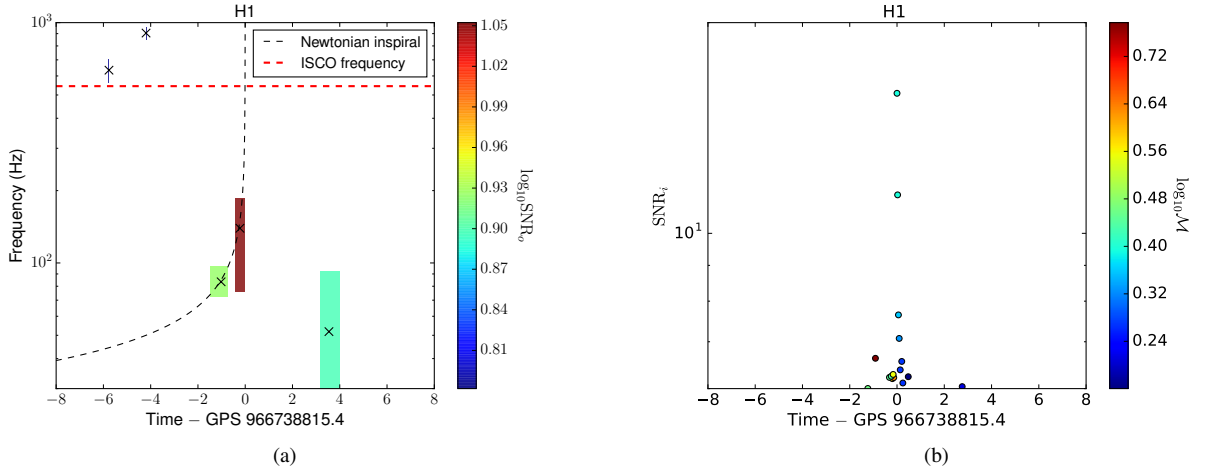 H1
10³
10²
Frequency (Hz)
Newtonian inspiral
ISCO frequency
−8 −6 −4 −2 0 2 4 6 8
Time − GPS 966738815.4
1.05
1.02
0.99
0.96
0.93
0.90
0.87
0.84
0.81
log₁₀SNRₒ
(a)
H1
10¹
SNRᵢ
−8 −6 −4 −2 0 2 4 6 8
Time − GPS 966738815.4
0.72
0.64
0.56
0.48
0.40
0.32
0.24
log₁₀ℳ
(b)